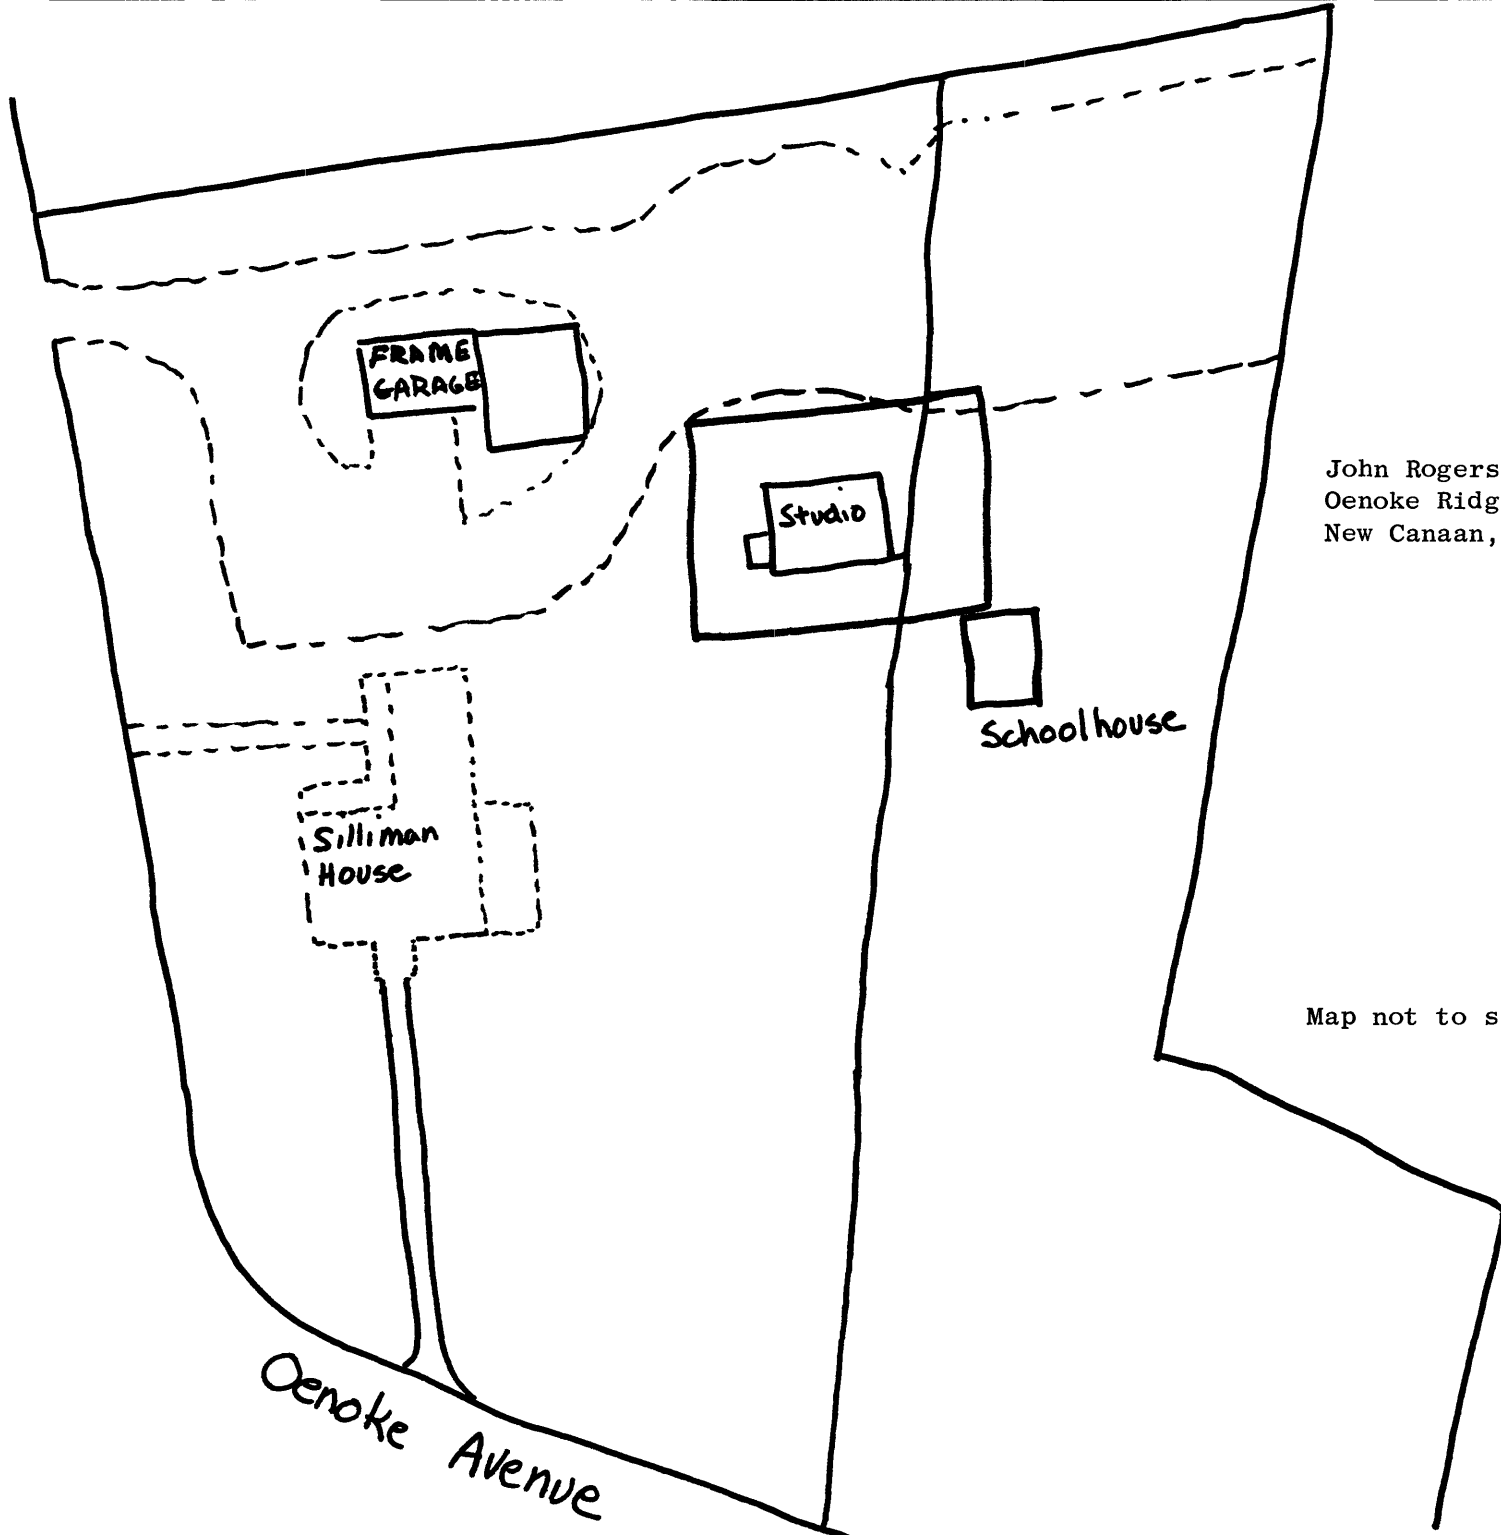 FRAME
GARAGE
Studio
John Rogers
Oenoke Ridg
New Canaan,
Schoolhouse
Silliman
House
Map not to s
Oenoke Avenue